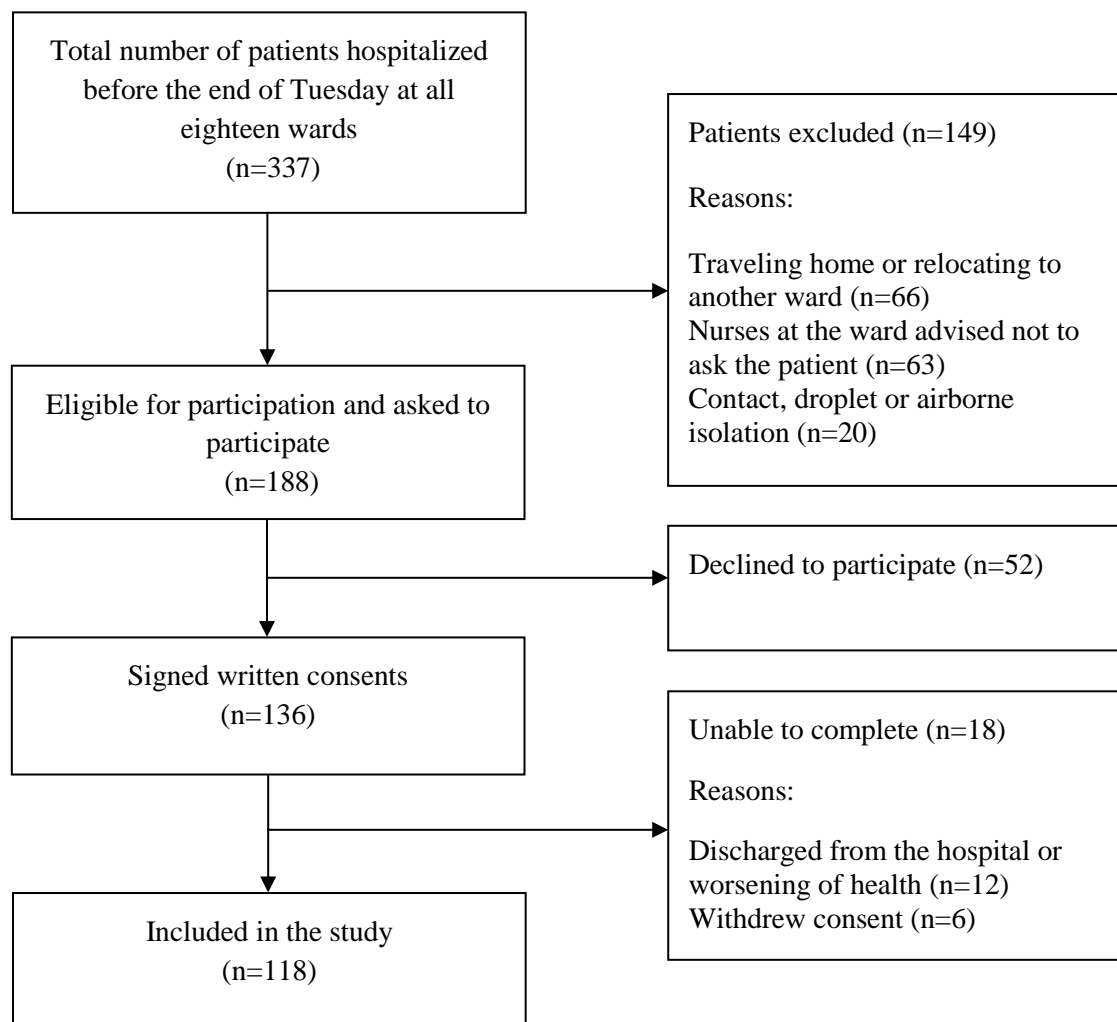 Total number of patients hospitalized
before the end of Tuesday at all
eighteen wards
(n=337)
Patients excluded (n=149)
Reasons:
Traveling home or relocating to
another ward (n=66)
Nurses at the ward advised not to
ask the patient (n=63)
Contact, droplet or airborne
isolation (n=20)
Eligible for participation and asked to
participate
(n=188)
Declined to participate (n=52)
Signed written consents
(n=136)
Unable to complete (n=18)
Reasons:
Discharged from the hospital or
worsening of health (n=12)
Withdrew consent (n=6)
Included in the study
(n=118)